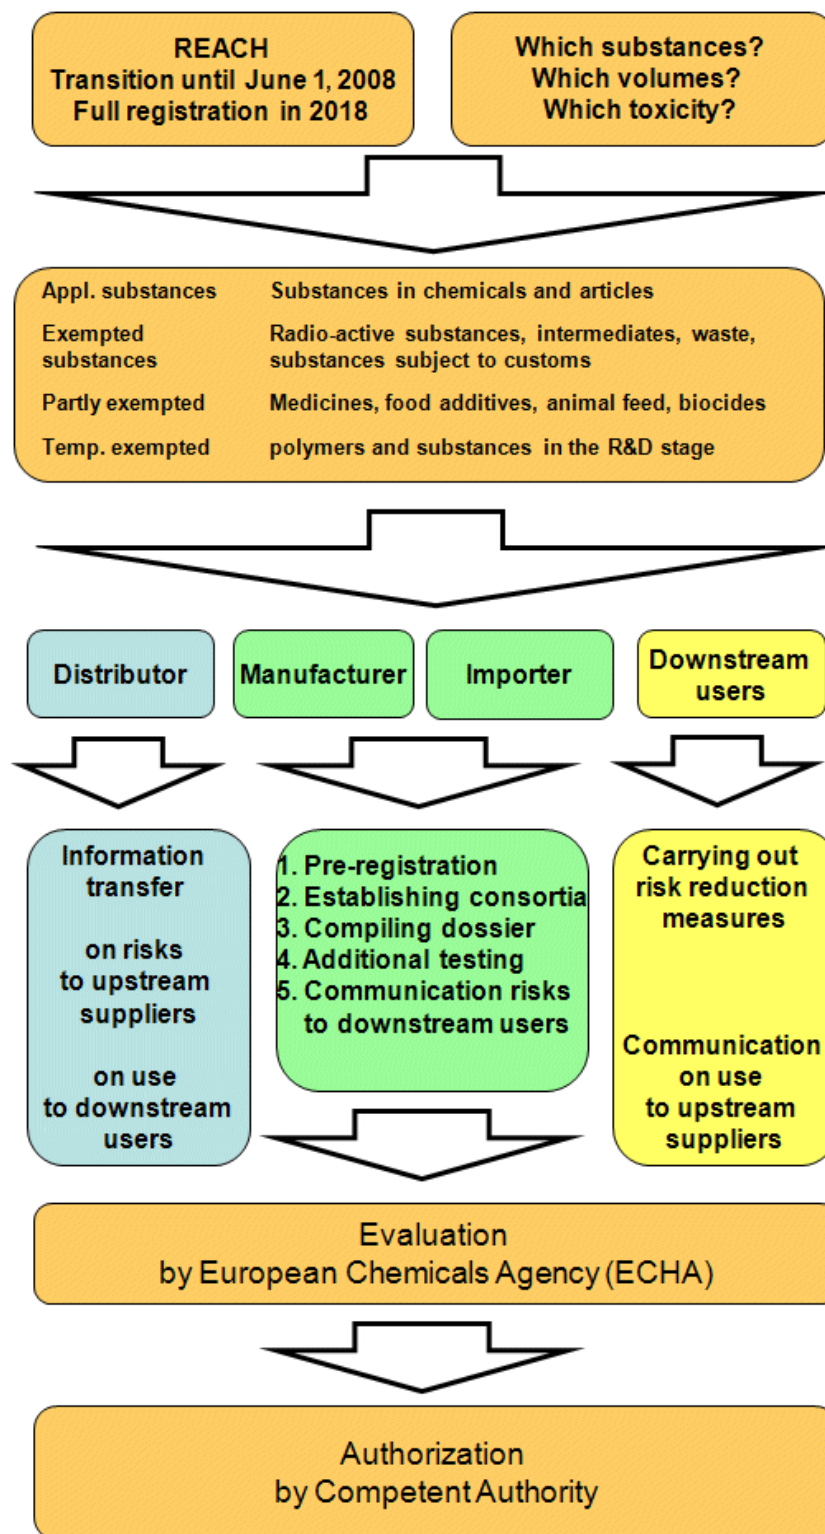 REACH
Transition until June 1, 2008
Full registration in 2018
Which substances?
Which volumes?
Which toxicity?
Appl. substances Substances in chemicals and articles
Exempted Radio-active substances, intermediates, waste,
substances substances subject to customs
Partly exempted Medicines, food additives, animal feed, biocides
Temp. exempted polymers and substances in the R&D stage
Distributor
Manufacturer
Importer
Downstream
users
Information
transfer
on risks
to upstream
suppliers
on use
to downstream
users
1. Pre-registration
2. Establishing consortia
3. Compiling dossier
4. Additional testing
5. Communication risks
to downstream users
Carrying out
risk reduction
measures
Communication
on use
to upstream
suppliers
Evaluation
by European Chemicals Agency (ECHA)
Authorization
by Competent Authority